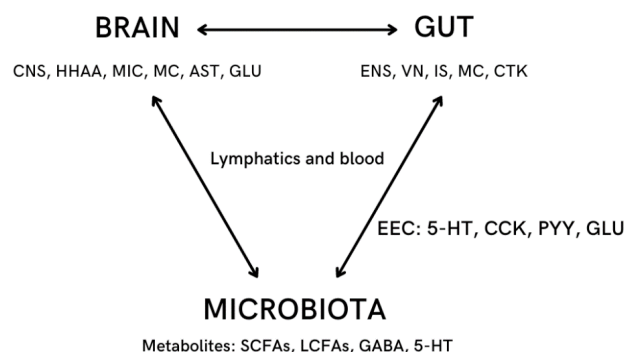 BRAIN
GUT
CNS, HHAA, MIC, MC, AST, GLU
ENS, VN, IS, MC, CTK
Lymphatics and blood
EEC: 5-HT, CCK, PYY, GLU
MICROBIOTA
Metabolites: SCFAs, LCFAs, GABA, 5-HT